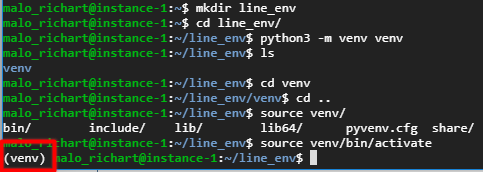 malo_richart@instance-1:~$ mkdir line_env
malo_richart@instance-1:~$ cd line_env/
malo_richart@instance-1:~/line_env$ python3 -m venv venv
malo_richart@instance-1:~/line_env$ ls
venv
malo_richart@instance-1:~/line_env$ cd venv
malo_richart@instance-1:~/line_env/venv$ cd ..
malo_richart@instance-1:~/line_env$ source venv/
bin/ include/ lib/ lib64/ pyvenv.cfg share/
malo_richart@instance-1:~/line_env$ source venv/bin/activate
(venv) malo_richart@instance-1:~/line_env$